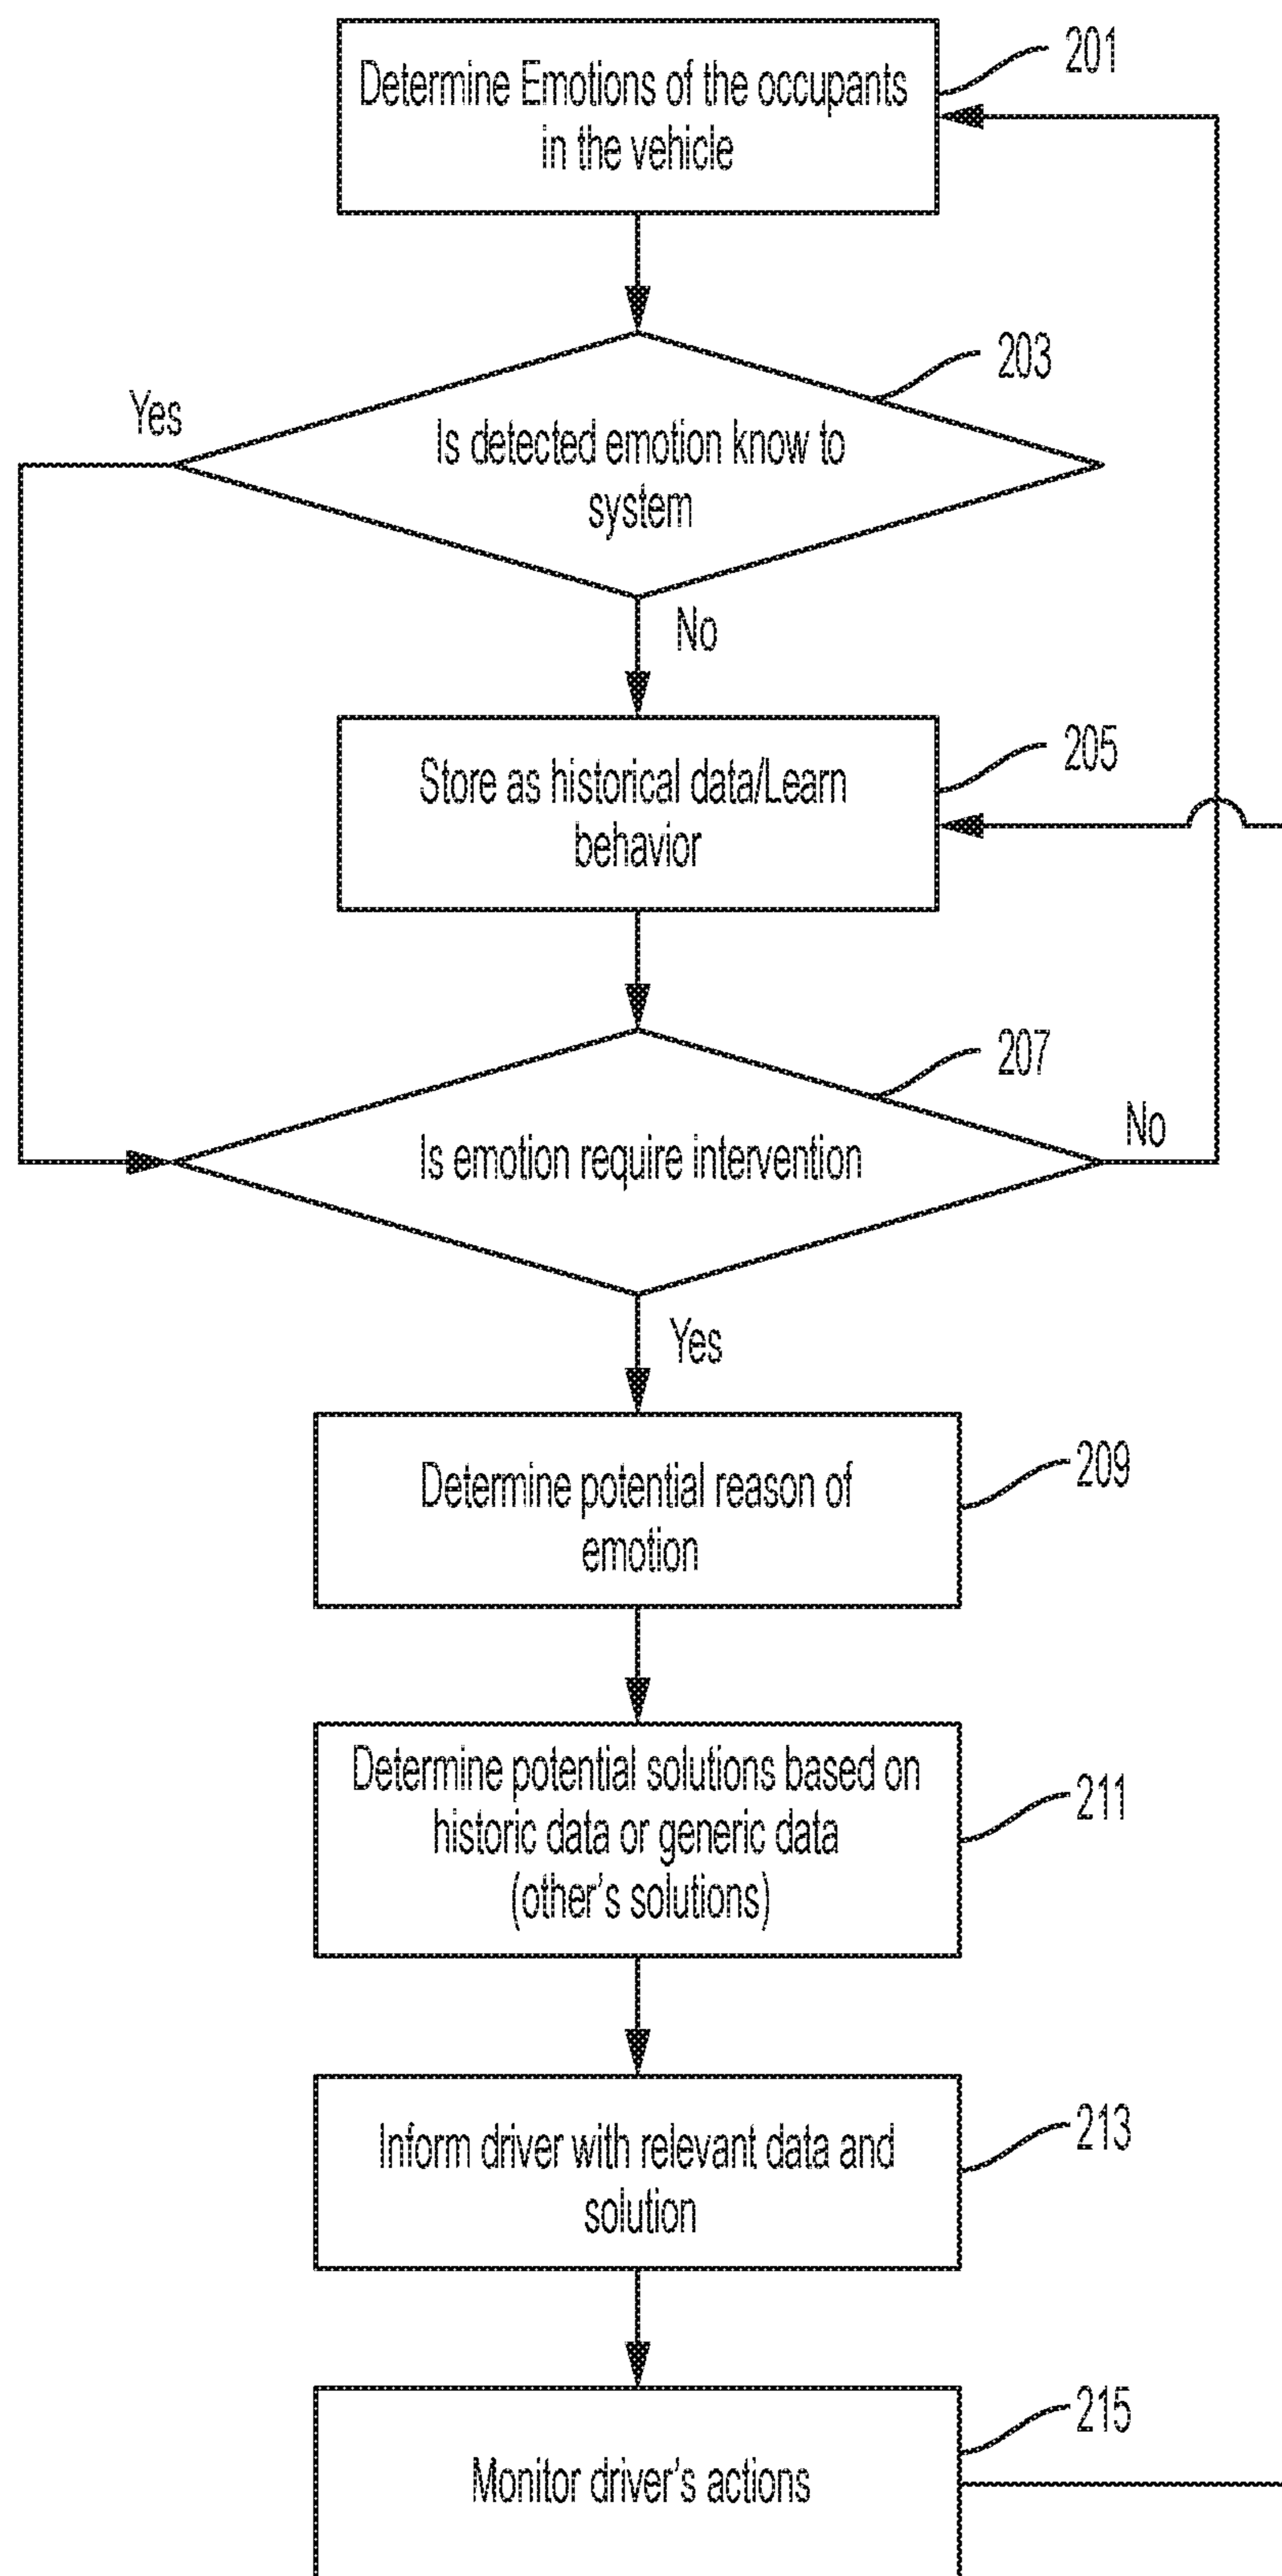 201
Determine Emotions of the occupants
in the vehicle
203
Yes
Is detected emotion know to
system
No
205
Store as historical data/Learn
behavior
207
No
Is emotion require intervention
Yes
209
Determine potential reason of
emotion
Determine potential solutions based on
211
historic data or generic data
(other's solutions)
213
Inform driver with relevant data and
solution
215
Monitor driver's actions